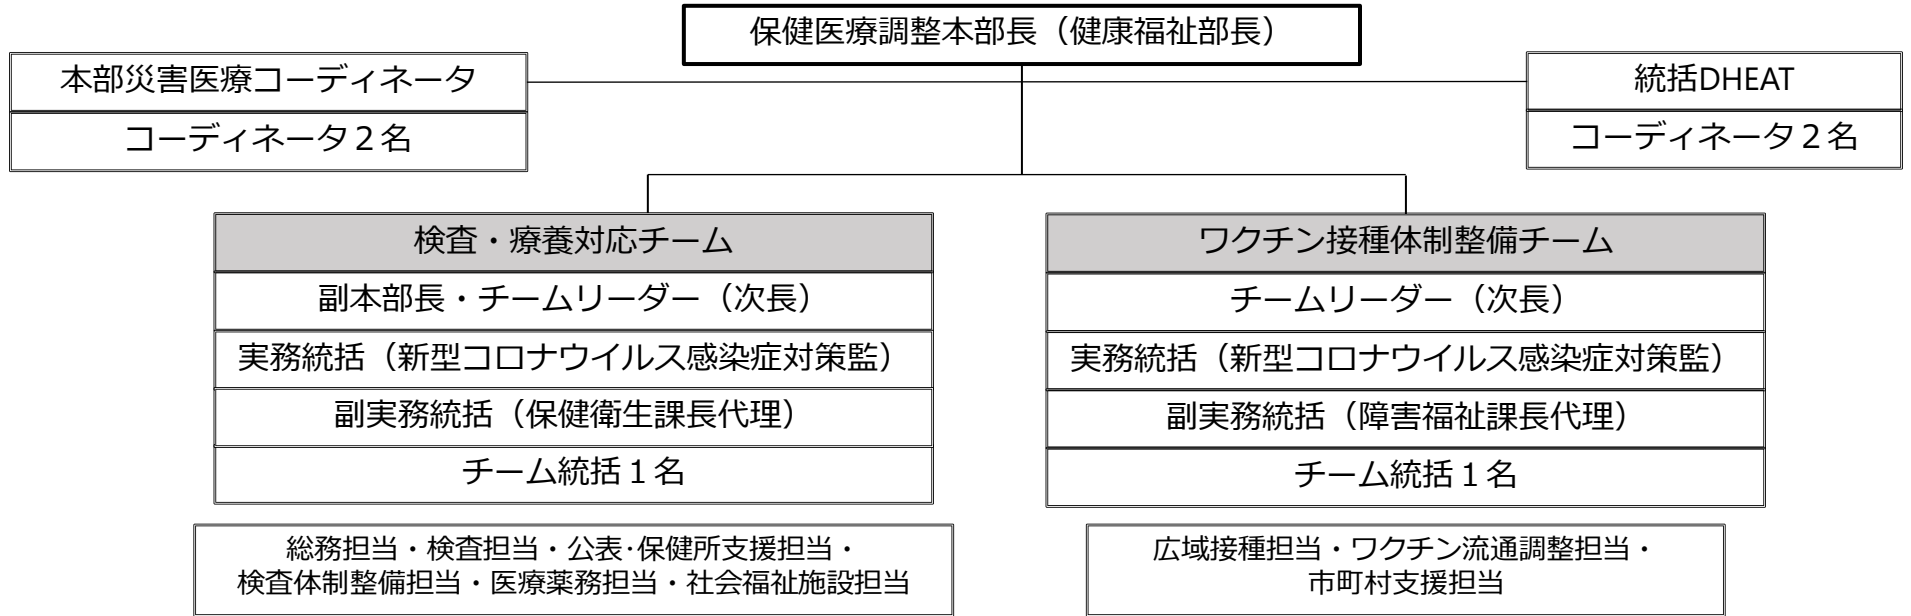 保健医療調整本部長（健康福祉部長）
本部災害医療コーディネータ
コーディネータ２名
統括DHEAT
コーディネータ２名
検査・療養対応チーム
副本部長・チームリーダー（次長）
実務統括（新型コロナウイルス感染症対策監）
副実務統括（保健衛生課長代理）
チーム統括１名
総務担当・検査担当・公表･保健所支援担当・
検査体制整備担当・医療薬務担当・社会福祉施設担当
ワクチン接種体制整備チーム
チームリーダー（次長）
実務統括（新型コロナウイルス感染症対策監）
副実務統括（障害福祉課長代理）
チーム統括１名
広域接種担当・ワクチン流通調整担当・
市町村支援担当